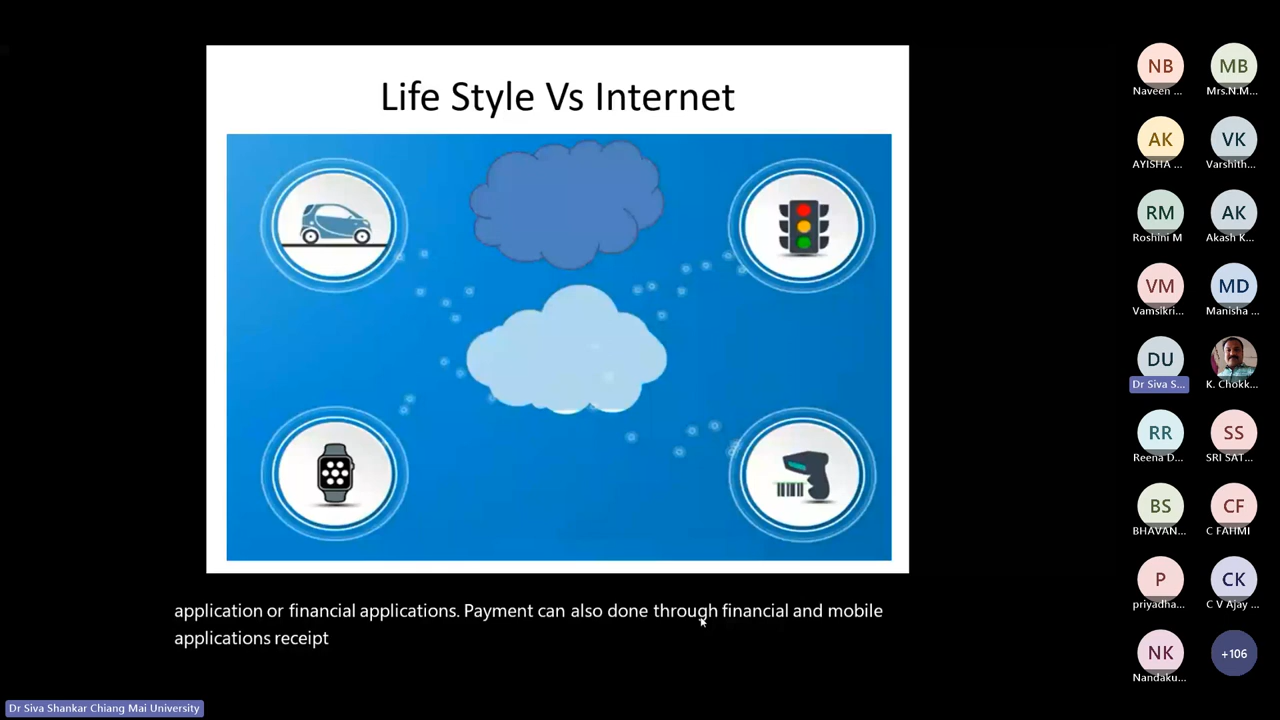 Life Style Vs Internet
application or financial applications. Payment can also done through financial and mobile
applications receipt
Dr Siva Shankar Chiang Mai University
NB MB
Naveen ... Mrs.N.M...
AK VK
AYISHA ... Varshith...
RM AK
Roshini M Akash K...
VM MD
Vamsikri... Manisha ...
DU
Dr Siva S... K. Chokk...
RR SS
Reena D... SRI SAT...
BS CF
BHAVAN... C FAHMI
P CK
priyadha... C V Ajay ...
NK +106
Nandaku...